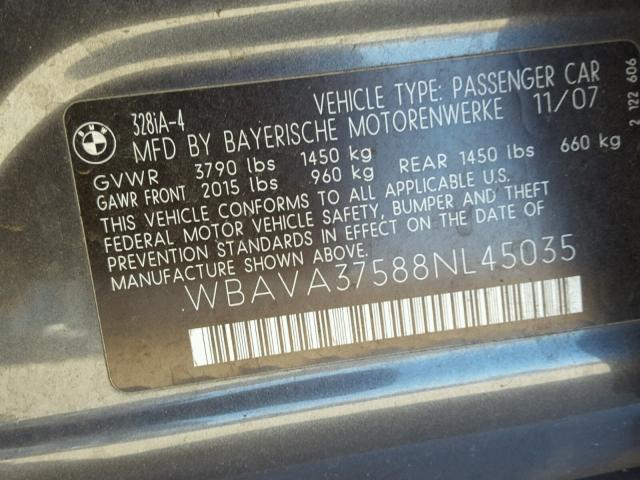 BMW
328iA-4
VEHICLE TYPE: PASSENGER CAR
MFD BY BAYERISCHE MOTORENWERKE 11/07
GVWR 3790 lbs 1450 kg
GAWR FRONT 2015 lbs 960 kg REAR 1450 lbs 660 kg
THIS VEHICLE CONFORMS TO ALL APPLICABLE U.S.
FEDERAL MOTOR VEHICLE SAFETY, BUMPER AND THEFT
PREVENTION STANDARDS IN EFFECT ON THE DATE OF
MANUFACTURE SHOWN ABOVE.
WBAVA37588NL45035
2 122 606